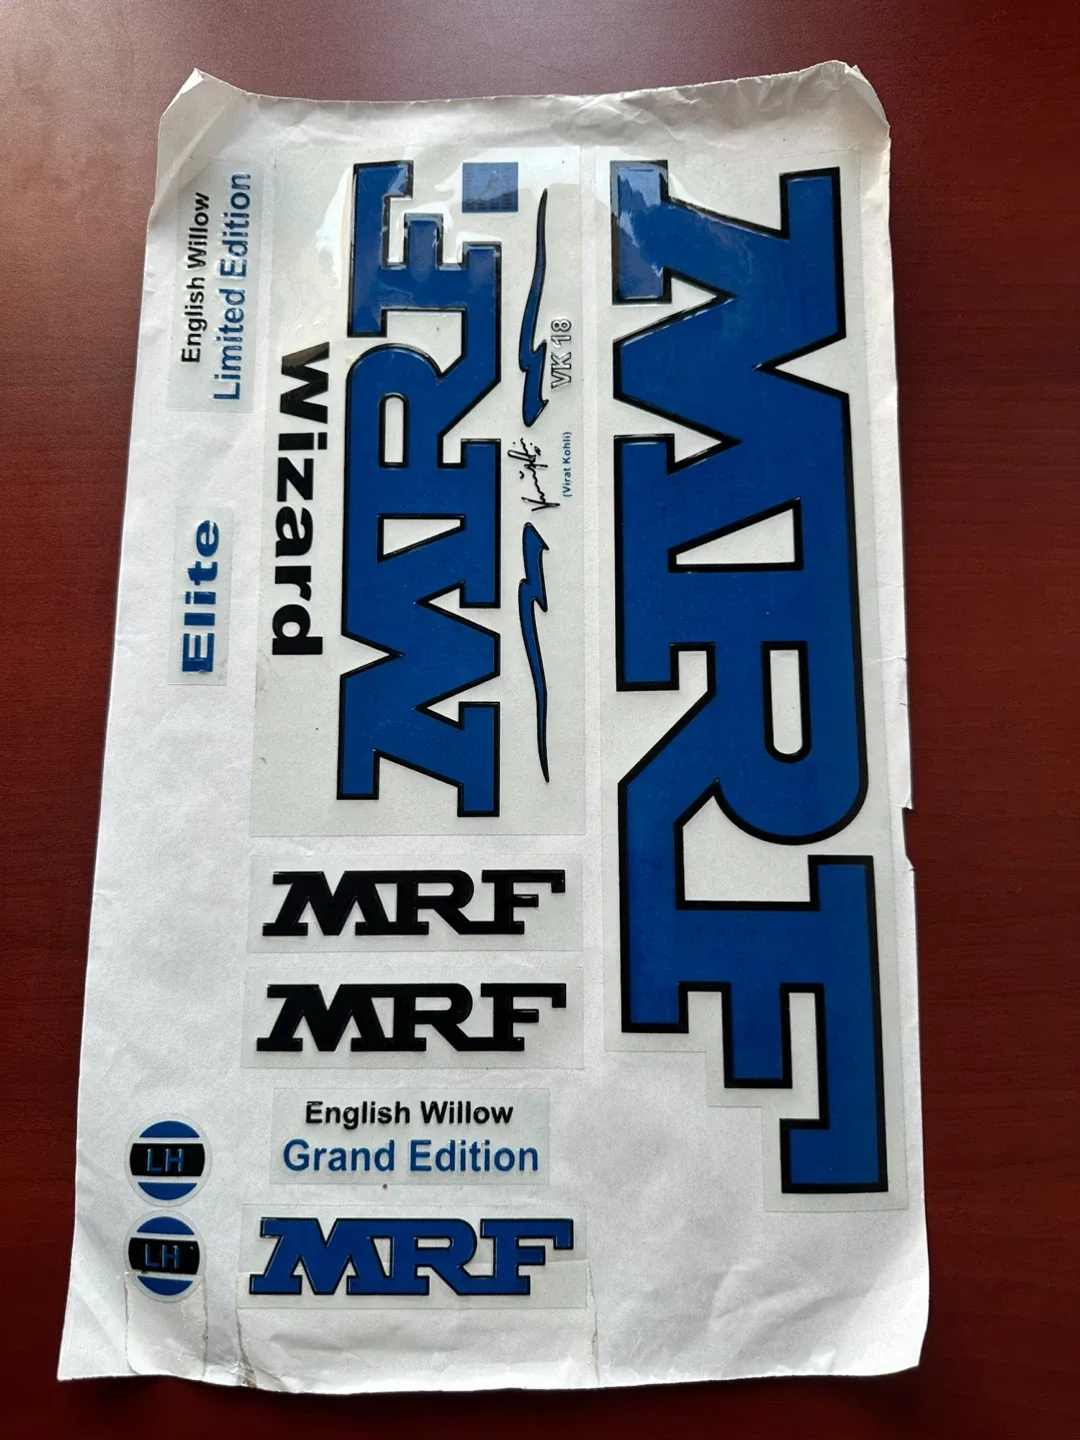 English Willow
Limited Edition
Elite
MRF
Wizard
VK 18
(Virat Kohli)
MRF
MRF
MRF
English Willow
Grand Edition
MRF
LH
LH